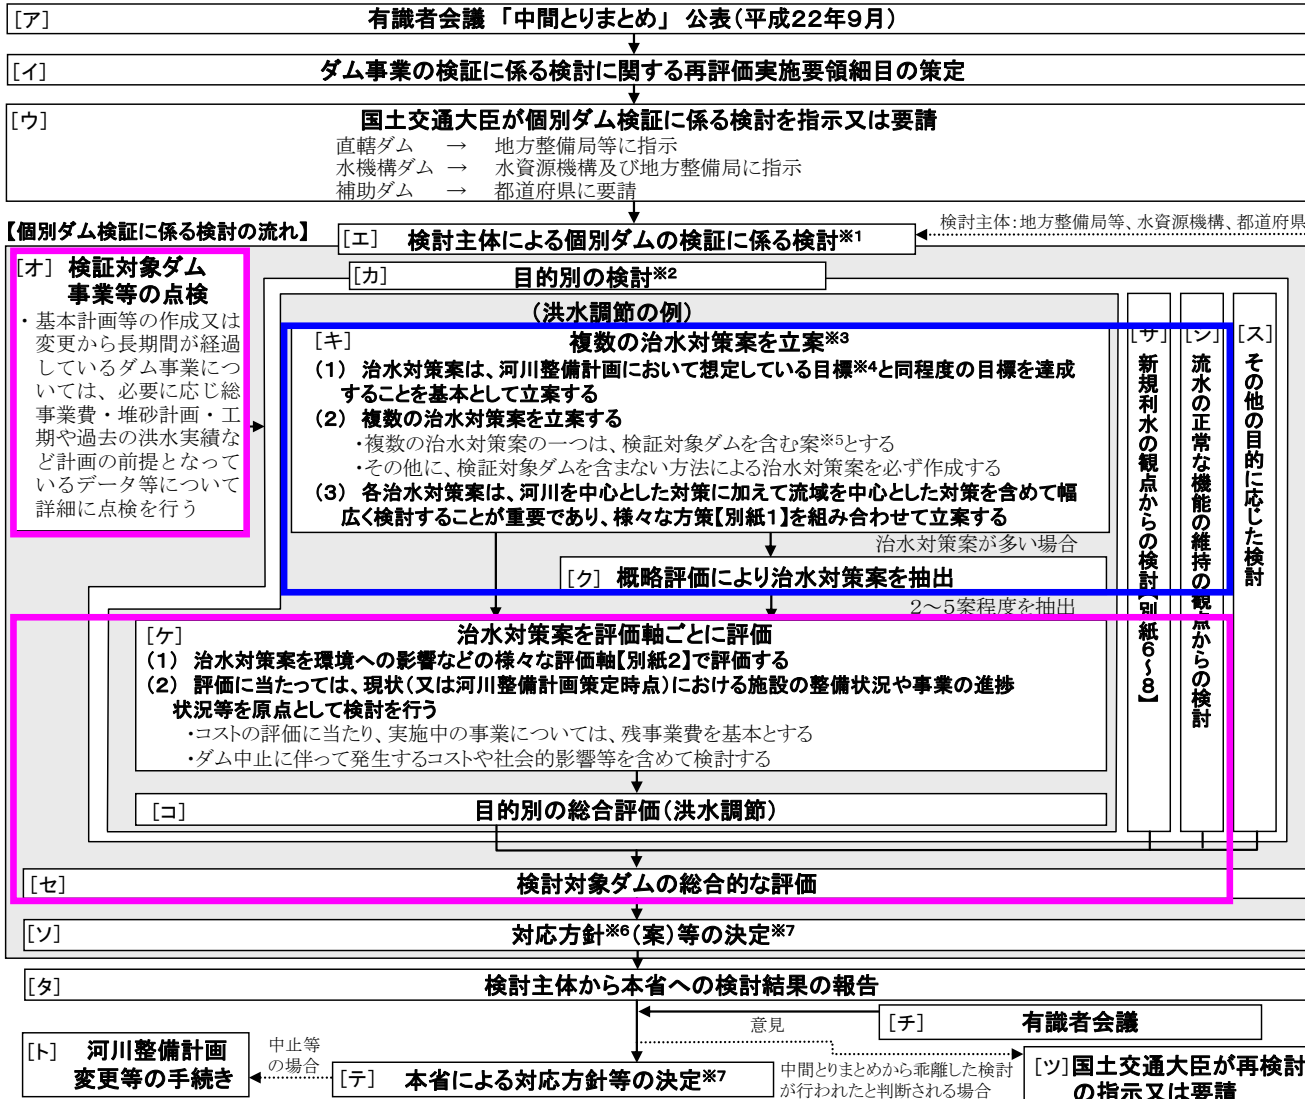 [ア] 有識者会議 「中間とりまとめ」 公表（平成22年9月）
[イ] ダム事業の検証に係る検討に関する再評価実施要領細目の策定
[ウ] 国土交通大臣が個別ダム検証に係る検討を指示又は要請
直轄ダム → 地方整備局等に指示
水機構ダム → 水資源機構及び地方整備局に指示
補助ダム → 都道府県に要請
【個別ダム検証に係る検討の流れ】
[エ] 検討主体による個別ダムの検証に係る検討※1
検討主体：地方整備局等、水資源機構、都道府県
[オ] 検証対象ダム
事業等の点検
・基本計画等の作成又は
変更から長期間が経過
しているダム事業につ
いては、必要に応じ総
事業費・堆砂計画・工
期や過去の洪水実績な
ど計画の前提となって
いるデータ等について
詳細に点検を行う
[カ] 目的別の検討※2
（洪水調節の例）
[キ] 複数の治水対策案を立案※3
（1） 治水対策案は、河川整備計画において想定している目標※4と同程度の目標を達成
することを基本として立案する
（2） 複数の治水対策案を立案する
・複数の治水対策案の一つは、検証対象ダムを含む案※5とする
・その他に、検証対象ダムを含まない方法による治水対策案を必ず作成する
（3） 各治水対策案は、河川を中心とした対策に加えて流域を中心とした対策を含めて幅
広く検討することが重要であり、様々な方策【別紙1】を組み合わせて立案する
治水対策案が多い場合
[ク] 概略評価により治水対策案を抽出
2～5案程度を抽出
[ケ] 治水対策案を評価軸ごとに評価
（1） 治水対策案を環境への影響などの様々な評価軸【別紙2】で評価する
（2） 評価に当たっては、現状（又は河川整備計画策定時点）における施設の整備状況や事業の進捗
状況等を原点として検討を行う
・コストの評価に当たり、実施中の事業については、残事業費を基本とする
・ダム中止に伴って発生するコストや社会的影響等を含めて検討する
[コ] 目的別の総合評価（洪水調節）
[サ] 新規利水の観点からの検討【別紙6～8】
[シ] 流水の正常な機能の維持の観点からの検討
[ス] その他の目的に応じた検討
[セ] 検討対象ダムの総合的な評価
[ソ] 対応方針※6（案）等の決定※7
[タ] 検討主体から本省への検討結果の報告
意見
[チ] 有識者会議
[ト] 河川整備計画
変更等の手続き
中止等
の場合
[テ] 本省による対応方針等の決定※7
中間とりまとめから乖離した検討
が行われたと判断される場合
[ツ] 国土交通大臣が再検討
の指示又は要請